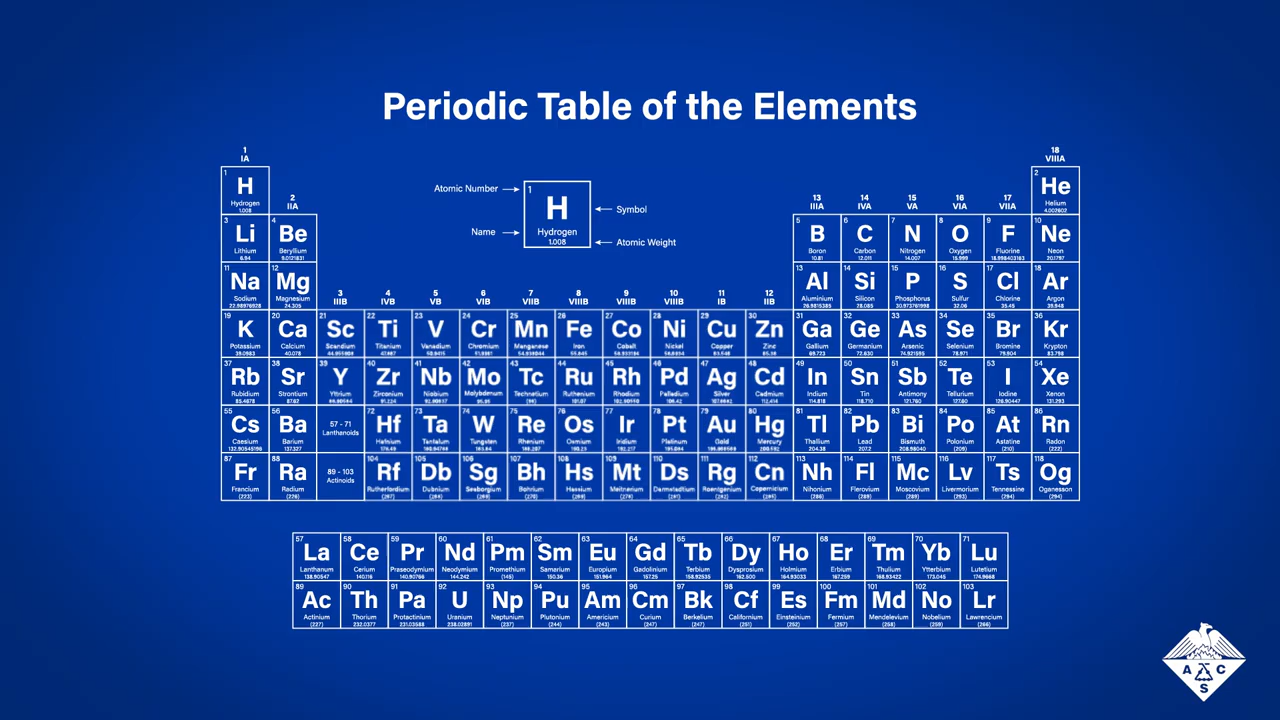 Periodic Table of the Elements
1 18
IA VIIIA
1 2
H He
Hydrogen Helium
1.008 4.002602
Atomic Number 1
H Symbol
Name Hydrogen
1.008 Atomic Weight
2 13 14 15 16 17
IIA IIIA IVA VA VIA VIIA
3 4 5 6 7 8 9 10
Li Be B C N O F Ne
Lithium Beryllium Boron Carbon Nitrogen Oxygen Fluorine Neon
6.94 9.0121831 10.81 12.011 14.007 15.999 18.998403163 20.1797
11 12 13 14 15 16 17 18
Na Mg Al Si P S Cl Ar
Sodium Magnesium Aluminium Silicon Phosphorus Sulfur Chlorine Argon
22.98976928 24.305 26.9815385 28.085 30.973761998 32.06 35.45 39.948
3 4 5 6 7 8 9 10 11 12
IIIB IVB VB VIB VIIB VIIIB VIIIB VIIIB IB IIB
19 20 21 22 23 24 25 26 27 28 29 30 31 32 33 34 35 36
K Ca Sc Ti V Cr Mn Fe Co Ni Cu Zn Ga Ge As Se Br Kr
Potassium Calcium Scandium Titanium Vanadium Chromium Manganese Iron Cobalt Nickel Copper Zinc Gallium Germanium Arsenic Selenium Bromine Krypton
39.0983 40.078 69.723 72.630 74.921595 78.971 79.904 83.798
37 38 39 40 41 42 43 44 45 46 47 48 49 50 51 52 53 54
Rb Sr Y Zr Nb Mo Tc Ru Rh Pd Ag Cd In Sn Sb Te I Xe
Rubidium Strontium Yttrium Zirconium Niobium Molybdenum Technetium Ruthenium Rhodium Palladium Silver Cadmium Indium Tin Antimony Tellurium Iodine Xenon
85.4678 87.62 114.818 118.710 121.760 127.60 126.90447 131.293
55 56 57 - 71 72 73 74 75 76 77 78 79 80 81 82 83 84 85 86
Cs Ba Lanthanoids Hf Ta W Re Os Ir Pt Au Hg Tl Pb Bi Po At Rn
Caesium Barium Hafnium Tantalum Tungsten Rhenium Osmium Iridium Platinum Gold Mercury Thallium Lead Bismuth Polonium Astatine Radon
132.90545196 137.327 204.38 207.2 208.98040 (209) (210) (222)
87 88 89 - 103 104 105 106 107 108 109 110 111 112 113 114 115 116 117 118
Fr Ra Actinoids Rf Db Sg Bh Hs Mt Ds Rg Cn Nh Fl Mc Lv Ts Og
Francium Radium Rutherfordium Dubnium Seaborgium Bohrium Hassium Meitnerium Darmstadtium Roentgenium Copernicium Nihonium Flerovium Moscovium Livermorium Tennessine Oganesson
(223) (226) (286) (289) (289) (293) (294) (294)
57 58 59 60 61 62 63 64 65 66 67 68 69 70 71
La Ce Pr Nd Pm Sm Eu Gd Tb Dy Ho Er Tm Yb Lu
Lanthanum Cerium Praseodymium Neodymium Promethium Samarium Europium Gadolinium Terbium Dysprosium Holmium Erbium Thulium Ytterbium Lutetium
138.90547 140.116 140.90766 144.242 (145) 150.36 151.964 157.25 158.92535 162.500 164.93033 167.259 168.93422 173.045 174.9668
89 90 91 92 93 94 95 96 97 98 99 100 101 102 103
Ac Th Pa U Np Pu Am Cm Bk Cf Es Fm Md No Lr
Actinium Thorium Protactinium Uranium Neptunium Plutonium Americium Curium Berkelium Californium Einsteinium Fermium Mendelevium Nobelium Lawrencium
(227) 232.0377 231.03588 238.02891 (237) (244) (243) (247) (247) (251) (252) (257) (258) (259) (266)
A C
S